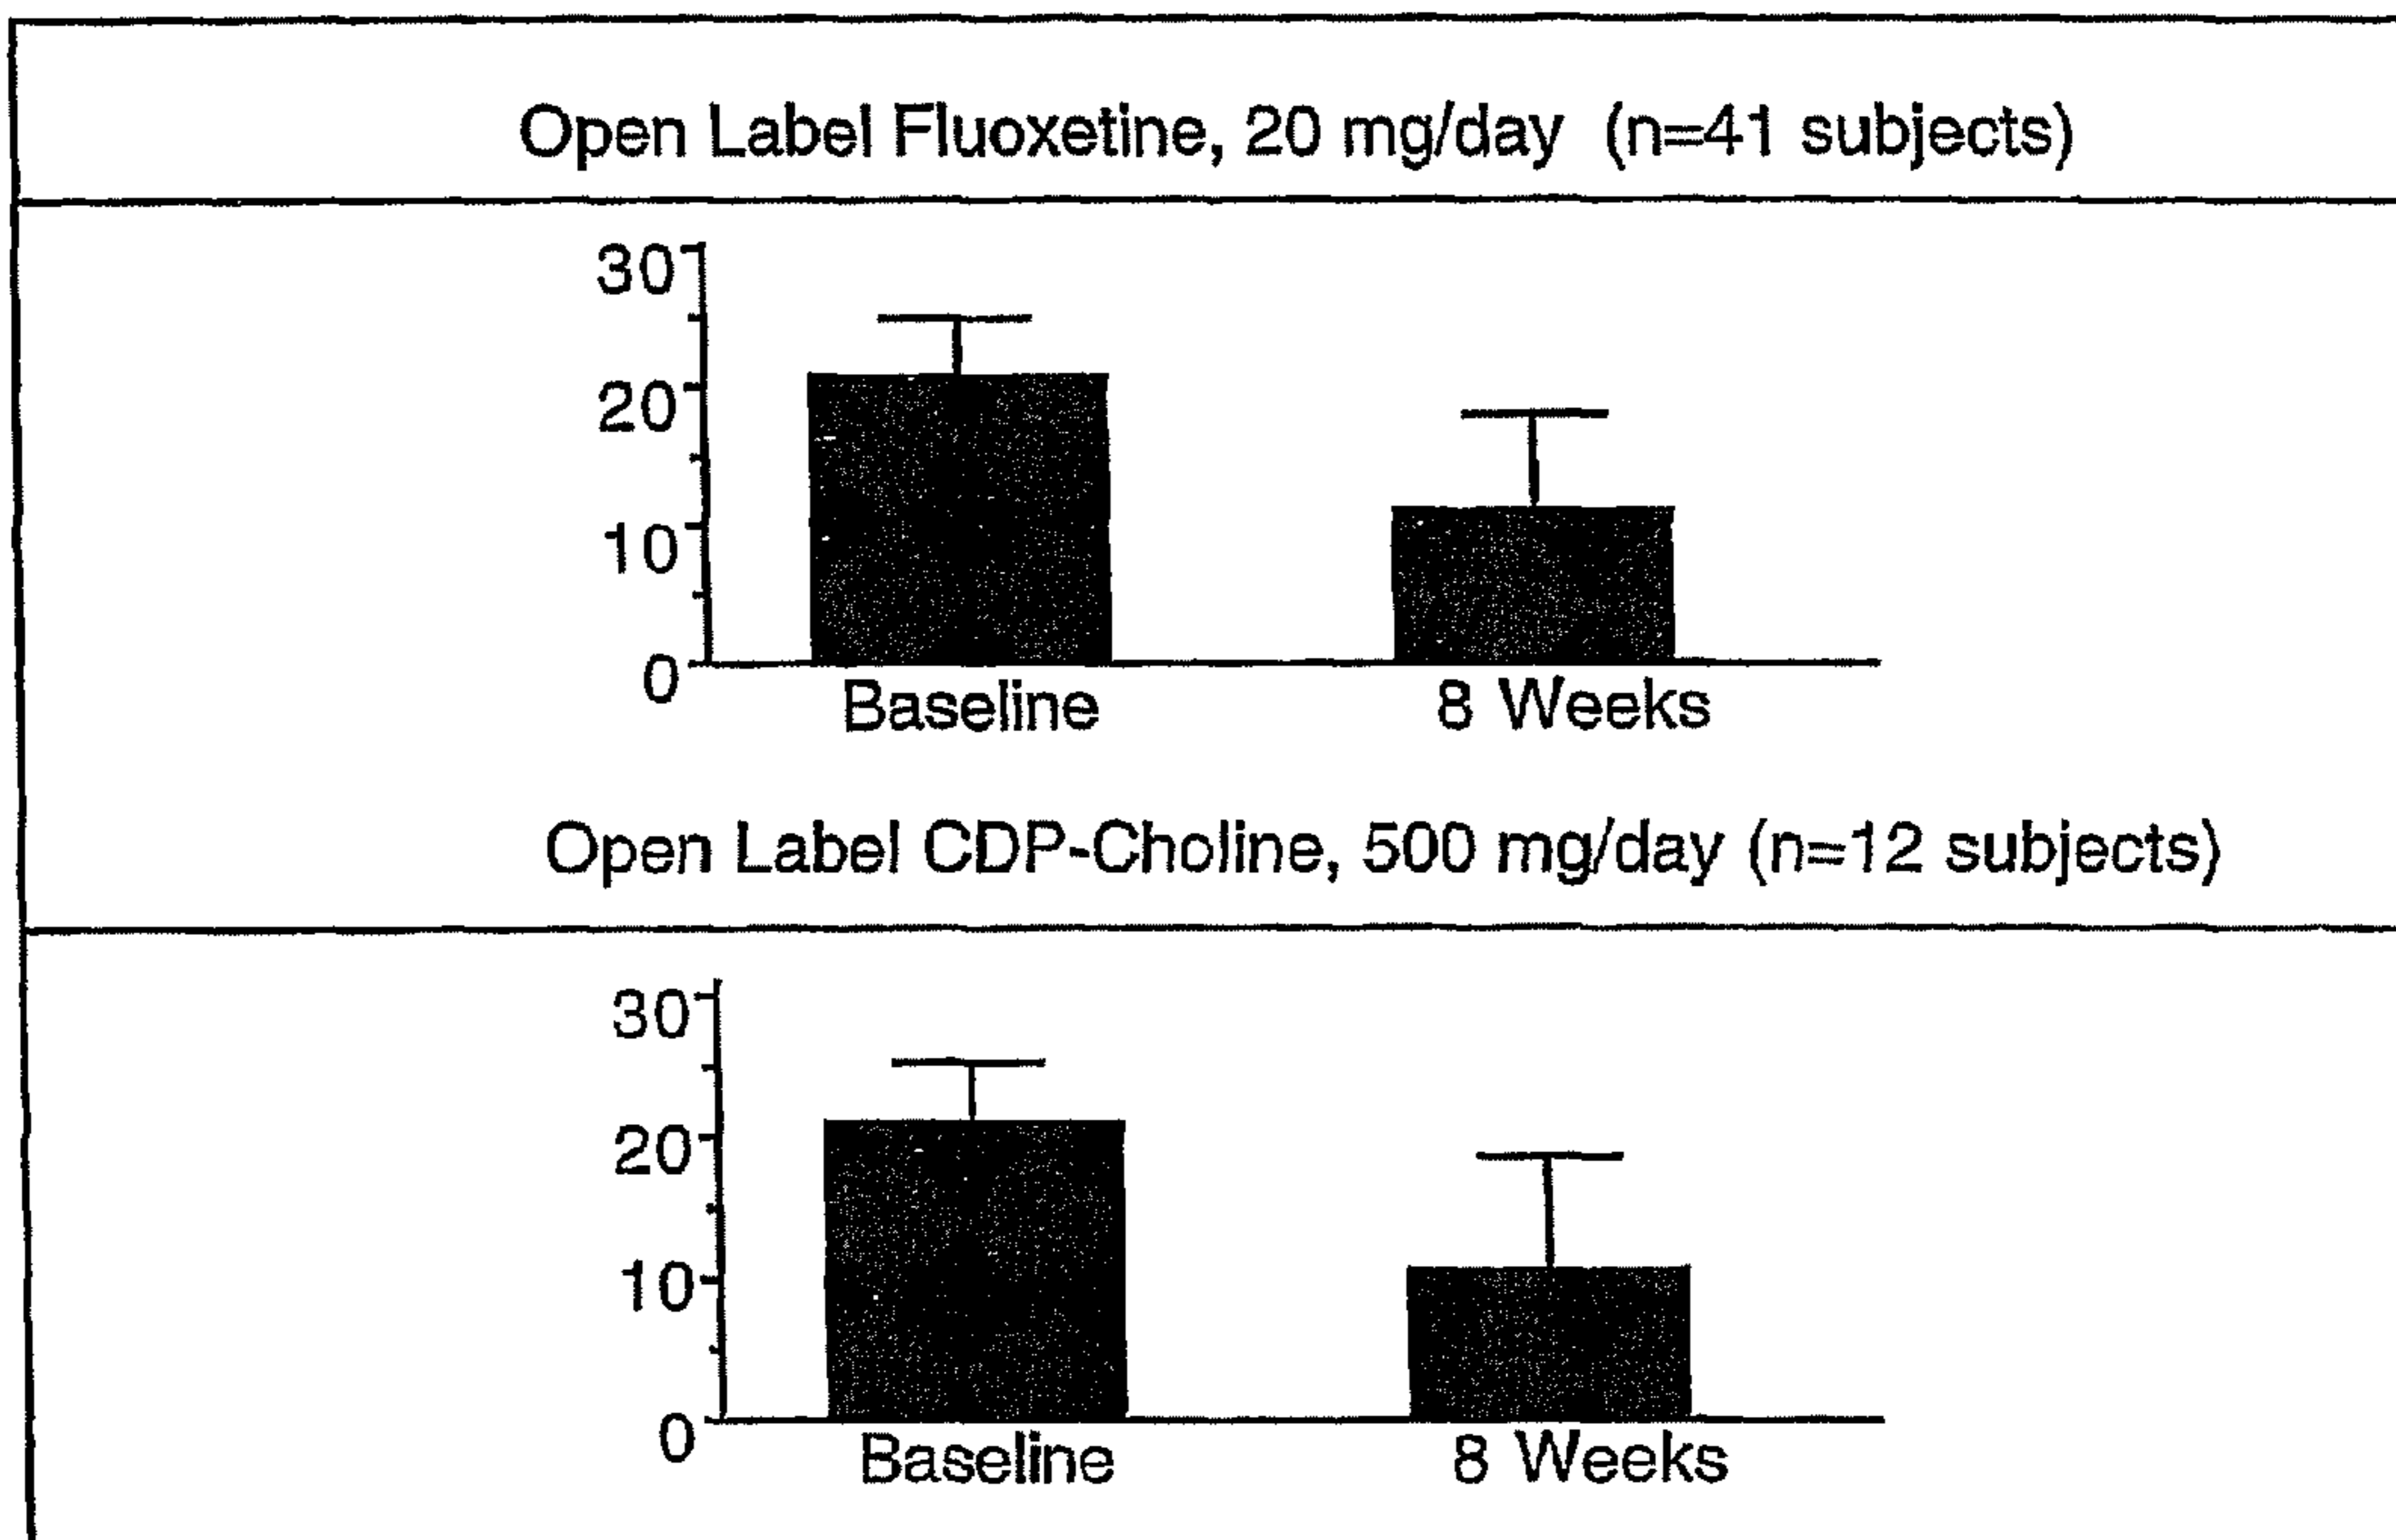 Open Label Fluoxetine, 20 mg/day (n=41 subjects)
30
20
10
0
Baseline 8 Weeks
Open Label CDP-Choline, 500 mg/day (n=12 subjects)
30
20
10
0
Baseline 8 Weeks